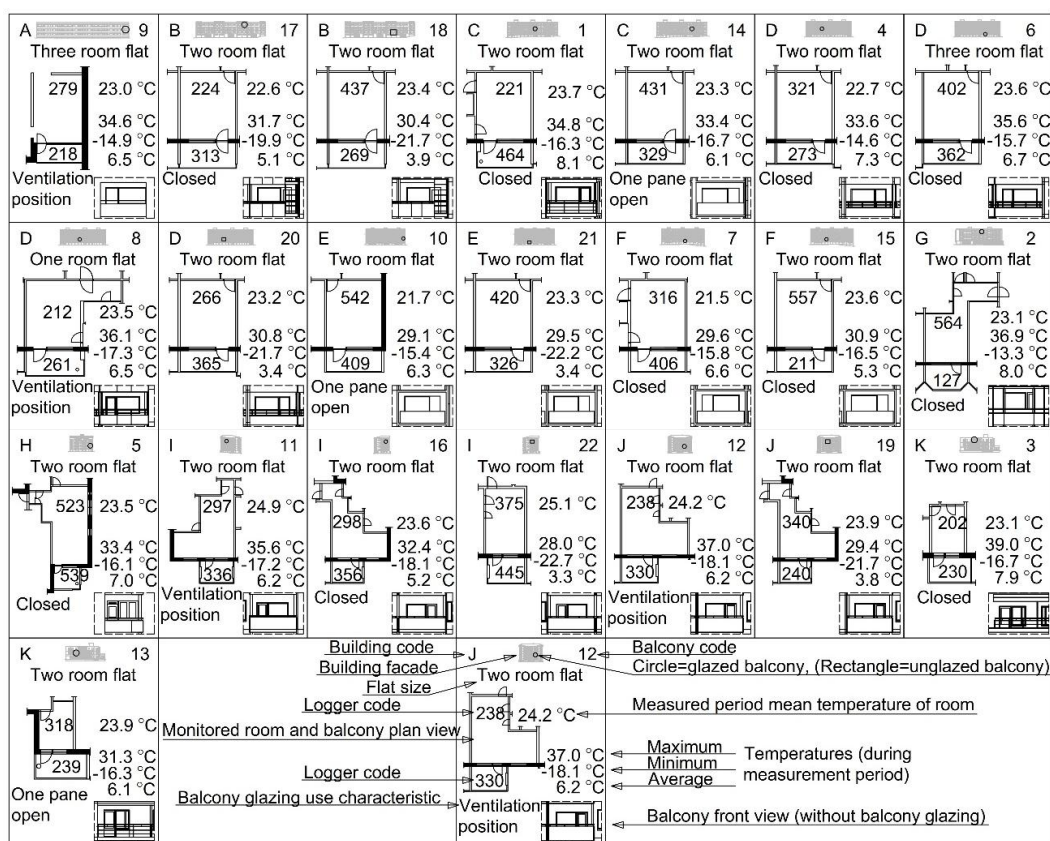 A 9
Three room flat
279
23.0 °C
34.6 °C
-14.9 °C
218
6.5 °C
Ventilation
position
B 17
Two room flat
224
22.6 °C
31.7 °C
-19.9 °C
313
5.1 °C
Closed
B 18
Two room flat
437
23.4 °C
30.4 °C
-21.7 °C
269
3.9 °C
C 1
Two room flat
221
23.7 °C
34.8 °C
-16.3 °C
464
8.1 °C
Closed
C 14
Two room flat
431
23.3 °C
33.4 °C
-16.7 °C
329
6.1 °C
One pane
open
D 4
Two room flat
321
22.7 °C
33.6 °C
-14.6 °C
273
7.3 °C
Closed
D 6
Three room flat
402
23.6 °C
35.6 °C
-15.7 °C
362
6.7 °C
Closed
D 8
One room flat
212
23.5 °C
36.1 °C
-17.3 °C
261
6.5 °C
Ventilation
position
D 20
Two room flat
266
23.2 °C
30.8 °C
-21.7 °C
365
3.4 °C
E 10
Two room flat
542
21.7 °C
29.1 °C
-15.4 °C
409
6.3 °C
One pane
open
E 21
Two room flat
420
23.3 °C
29.5 °C
-22.2 °C
326
3.4 °C
F 7
Two room flat
316
21.5 °C
29.6 °C
-15.8 °C
406
6.6 °C
Closed
F 15
Two room flat
557
23.6 °C
30.9 °C
-16.5 °C
211
5.3 °C
Closed
G 2
Two room flat
564
23.1 °C
36.9 °C
-13.3 °C
127
8.0 °C
Closed
H 5
Two room flat
523
23.5 °C
33.4 °C
-16.1 °C
539
7.0 °C
Closed
I 11
Two room flat
297
24.9 °C
35.6 °C
-17.2 °C
336
6.2 °C
Ventilation
position
I 16
Two room flat
298
23.6 °C
32.4 °C
-18.1 °C
356
5.2 °C
Closed
I 22
Two room flat
375
25.1 °C
28.0 °C
-22.7 °C
445
3.3 °C
J 12
Two room flat
238 24.2 °C
37.0 °C
-18.1 °C
330
6.2 °C
Ventilation
position
J 19
Two room flat
340
23.9 °C
29.4 °C
-21.7 °C
240
3.8 °C
K 3
Two room flat
202
23.1 °C
39.0 °C
-16.7 °C
230
7.9 °C
Closed
K 13
Two room flat
318
23.9 °C
31.3 °C
-16.3 °C
239
6.1 °C
One pane
open
Building code J 12 Balcony code
Building facade Circle=glazed balcony, (Rectangle=unglazed balcony)
Two room flat
Flat size
Logger code 238 24.2 °C Measured period mean temperature of room
Monitored room and balcony plan view
37.0 °C Maximum Temperatures (during
-18.1 °C Minimum measurement period)
Logger code 330 6.2 °C Average
Balcony glazing use characteristic Ventilation
position Balcony front view (without balcony glazing)